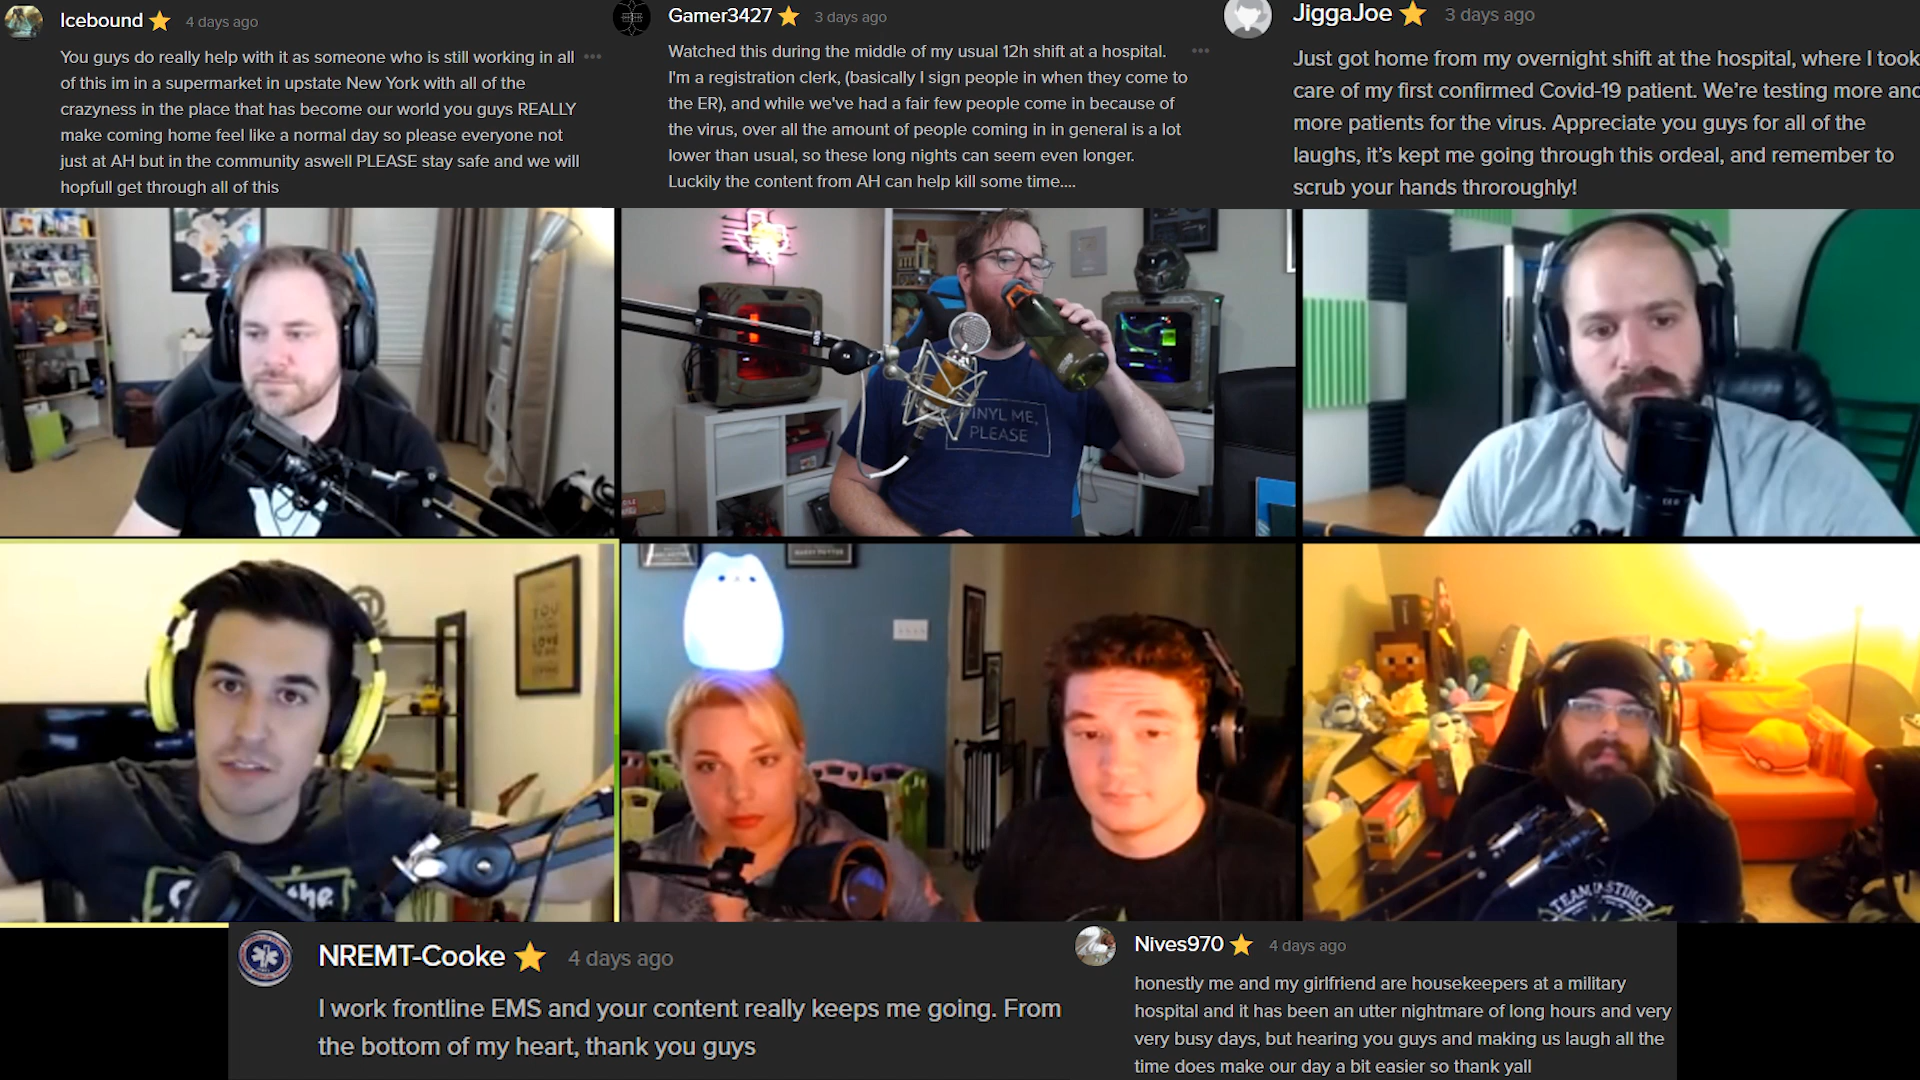 Icebound 4 days ago
You guys do really help with it as someone who is still working in all
of this im in a supermarket in upstate New York with all of the
crazyness in the place that has become our world you guys REALLY
make coming home feel like a normal day so please everyone not
just at AH but in the community aswell PLEASE stay safe and we will
hopfull get through all of this
Gamer3427 3 days ago
Watched this during the middle of my usual 12h shift at a hospital.
I'm a registration clerk, (basically I sign people in when they come to
the ER), and while we've had a fair few people come in because of
the virus, over all the amount of people coming in in general is a lot
lower than usual, so these long nights can seem even longer.
Luckily the content from AH can help kill some time....
JiggaJoe 3 days ago
Just got home from my overnight shift at the hospital, where I took
care of my first confirmed Covid-19 patient. We're testing more and
more patients for the virus. Appreciate you guys for all of the
laughs, it's kept me going through this ordeal, and remember to
scrub your hands throroughly!
VINYL ME,
PLEASE
YOU
LOVE
the
HARRY POTTER
TEAM INSTINCT
NREMT-Cooke 4 days ago
I work frontline EMS and your content really keeps me going. From
the bottom of my heart, thank you guys
Nives970 4 days ago
honestly me and my girlfriend are housekeepers at a military
hospital and it has been an utter nightmare of long hours and very
very busy days, but hearing you guys and making us laugh all the
time does make our day a bit easier so thank yall